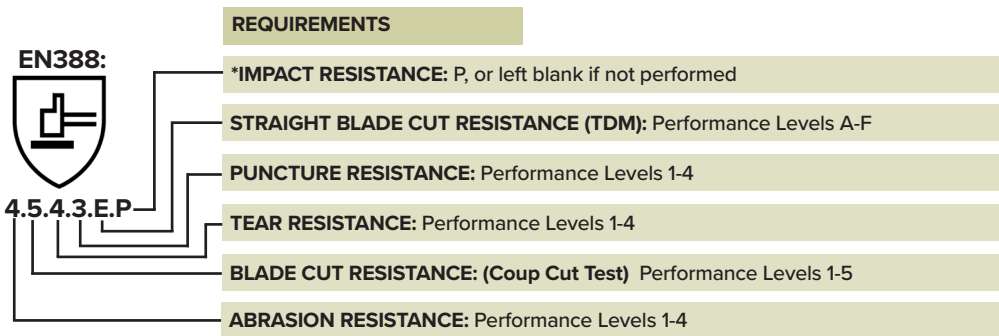 REQUIREMENTS
EN388:
*IMPACT RESISTANCE: P, or left blank if not performed
STRAIGHT BLADE CUT RESISTANCE (TDM): Performance Levels A-F
PUNCTURE RESISTANCE: Performance Levels 1-4
4.5.4.3.E.P
TEAR RESISTANCE: Performance Levels 1-4
BLADE CUT RESISTANCE: (Coup Cut Test) Performance Levels 1-5
ABRASION RESISTANCE: Performance Levels 1-4